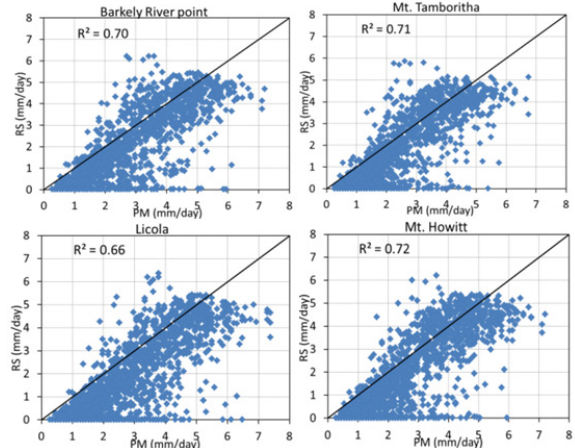 Barkely River point
R² = 0.70
RS (mm/day)
8
7
6
5
4
3
2
1
0
0 1 2 3 4 5 6 7 8
PM (mm/day)
Mt. Tamboritha
R² = 0.71
RS (mm/day)
8
7
6
5
4
3
2
1
0
0 1 2 3 4 5 6 7 8
PM (mm/day)
Licola
R² = 0.66
RS (mm/day)
8
7
6
5
4
3
2
1
0
0 1 2 3 4 5 6 7 8
PM (mm/day)
Mt. Howitt
R² = 0.72
RS (mm/day)
8
7
6
5
4
3
2
1
0
0 1 2 3 4 5 6 7 8
PM (mm/day)